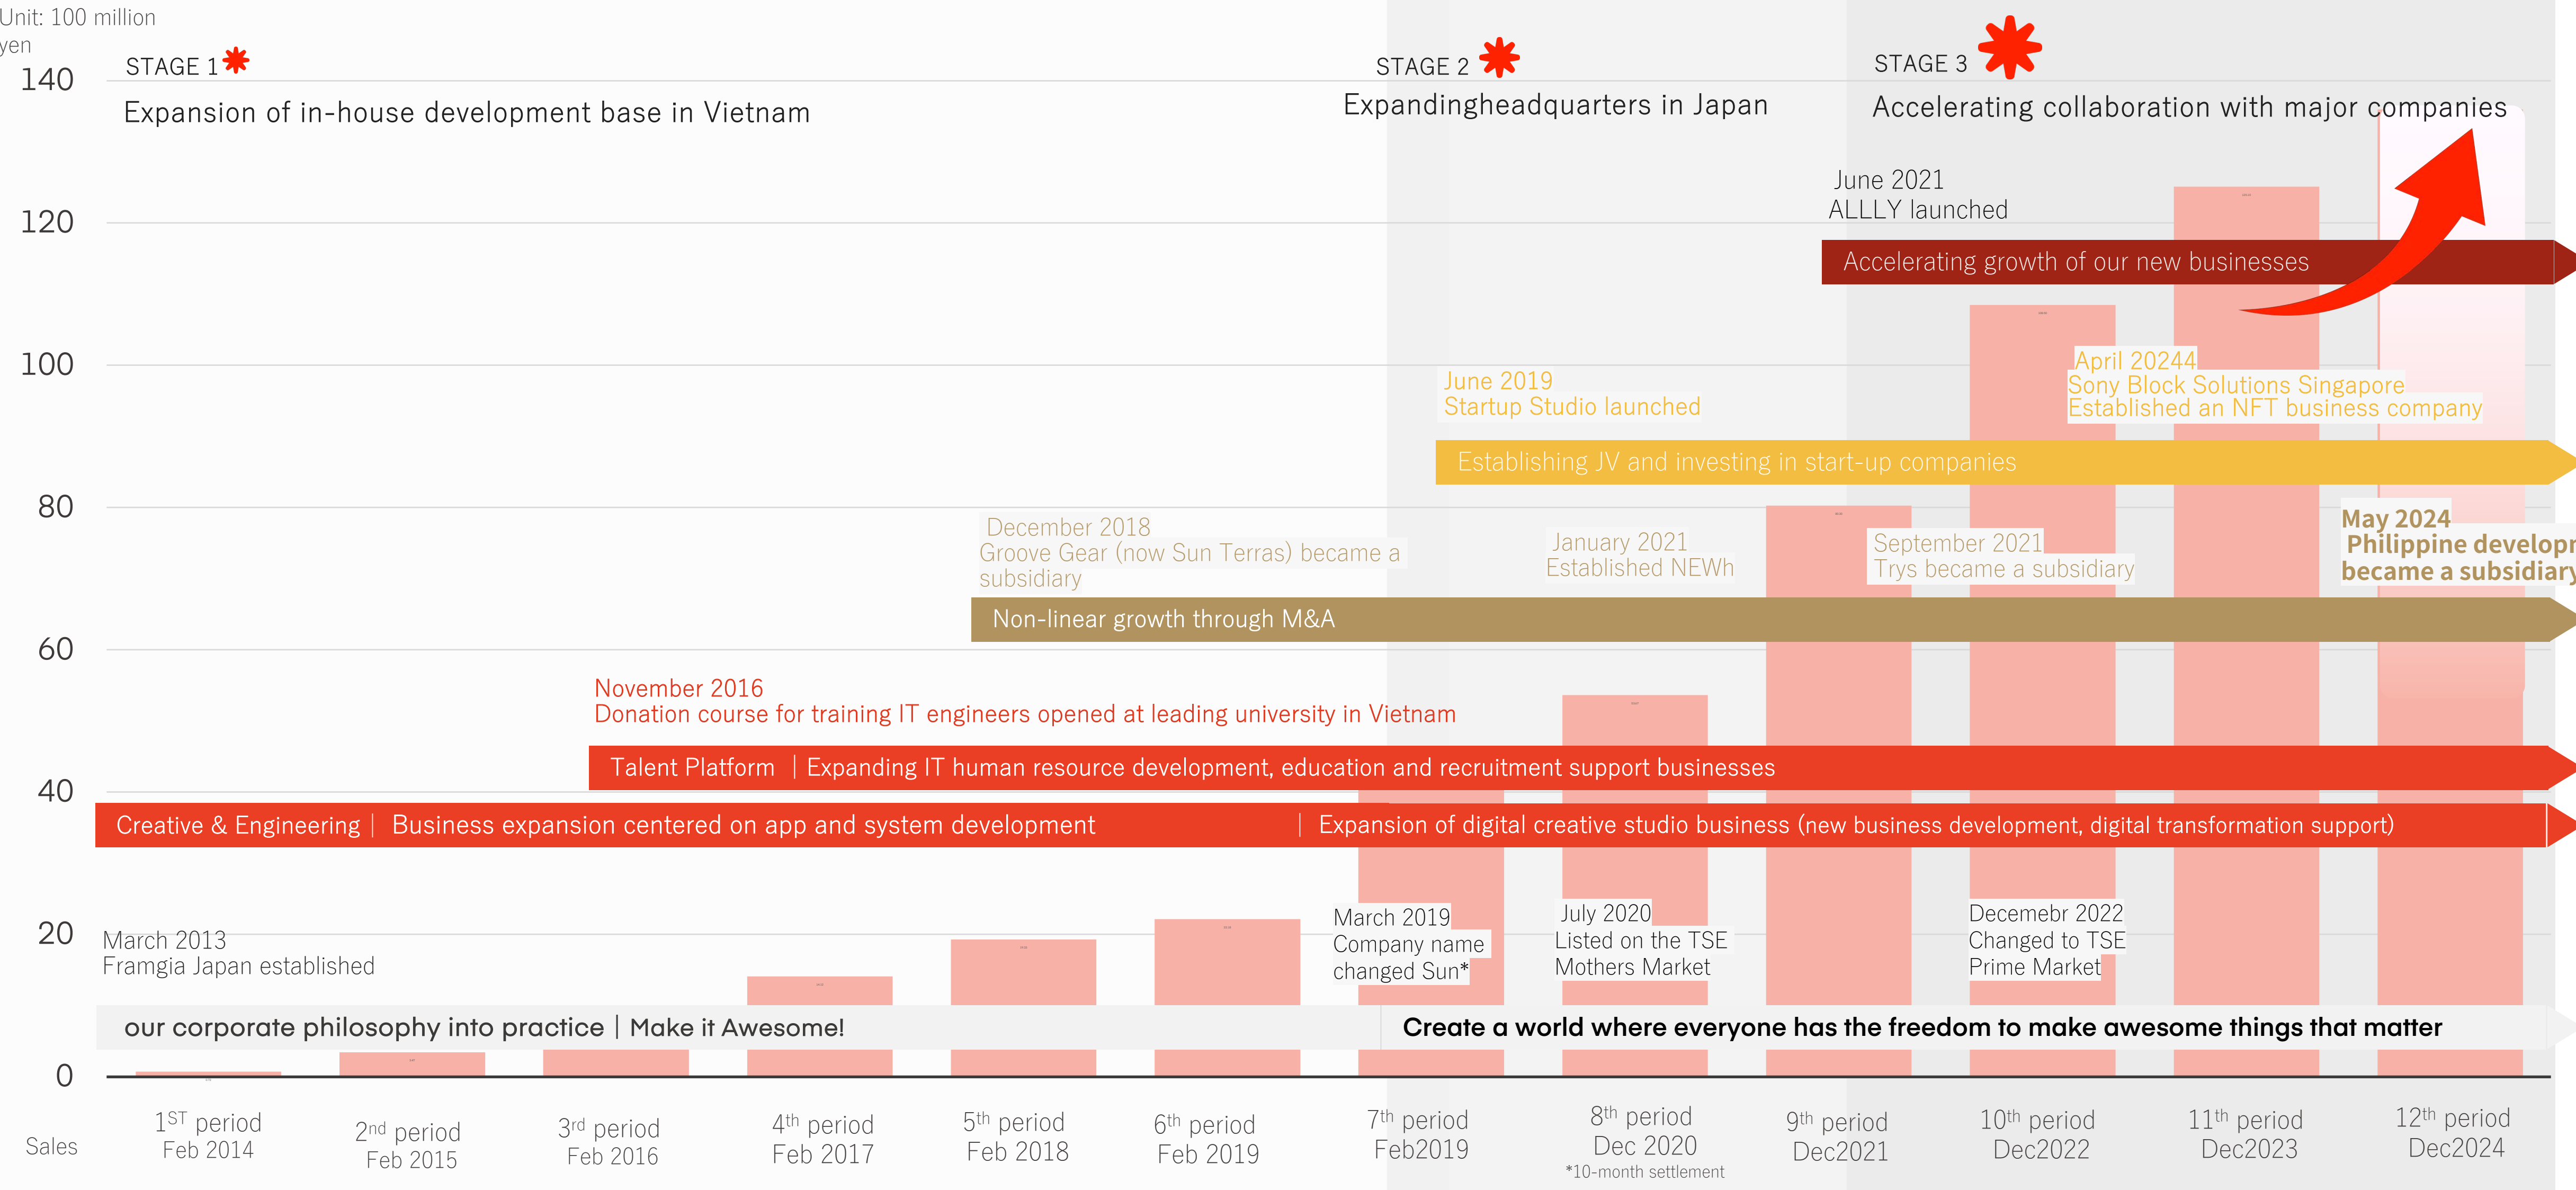 Unit: 100 million
yen
STAGE 1
Expansion of in-house development base in Vietnam
STAGE 2
Expandingheadquarters in Japan
STAGE 3
Accelerating collaboration with major companies
140
120
100
80
60
40
20
0
June 2021
ALLLY launched
Accelerating growth of our new businesses
June 2019
Startup Studio launched
April 20244
Sony Block Solutions Singapore
Established an NFT business company
Establishing JV and investing in start-up companies
December 2018
Groove Gear (now Sun Terras) became a
subsidiary
January 2021
Established NEWh
September 2021
Trys became a subsidiary
May 2024
Philippine
became a subsidiary
Non-linear growth through M&A
November 2016
Donation course for training IT engineers opened at leading university in Vietnam
Talent Platform | Expanding IT human resource development, education and recruitment support businesses
Creative & Engineering | Business expansion centered on app and system development | Expansion of digital creative studio business (new business development, digital transformation support)
March 2013
Framgia Japan established
March 2019
Company name
changed Sun*
July 2020
Listed on the TSE
Mothers Market
Decemebr 2022
Changed to TSE
Prime Market
our corporate philosophy into practice | Make it Awesome!
Create a world where everyone has the freedom to make awesome things that matter
Sales
1ST period
Feb 2014
2nd period
Feb 2015
3rd period
Feb 2016
4th period
Feb 2017
5th period
Feb 2018
6th period
Feb 2019
7th period
Feb2019
8th period
Dec 2020
*10-month settlement
9th period
Dec2021
10th period
Dec2022
11th period
Dec2023
12th period
Dec2024